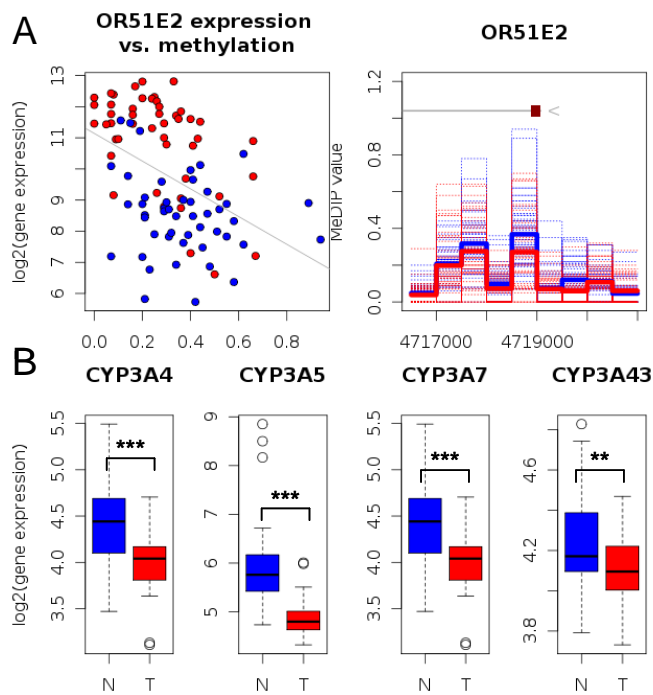 A
OR51E2 expression
vs. methylation
OR51E2
log2(gene expression)
13
11
9
8
7
6
0.0 0.2 0.4 0.6 0.8
MeDIP value
1.2
0.8
0.4
0.0
<
4717000 4719000
B
CYP3A4 CYP3A5 CYP3A7 CYP3A43
log2(gene expression)
5.5
5.0
4.5
4.0
3.5
***
N T
9
8
7
6
5
***
N T
5.5
5.0
4.5
4.0
3.5
***
N T
4.6
4.2
3.8
**
N T